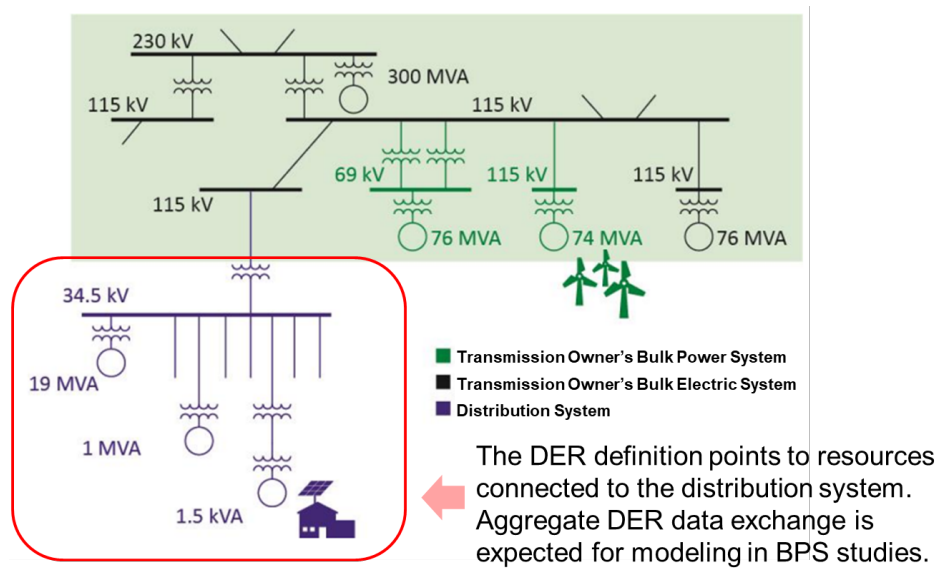 230 kV
300 MVA
115 kV
115 kV
69 kV
115 kV
115 kV
115 kV
76 MVA
74 MVA
76 MVA
34.5 kV
19 MVA
1 MVA
1.5 kVA
Transmission Owner's Bulk Power System
Transmission Owner's Bulk Electric System
Distribution System
The DER definition points to resources
connected to the distribution system.
Aggregate DER data exchange is
expected for modeling in BPS studies.